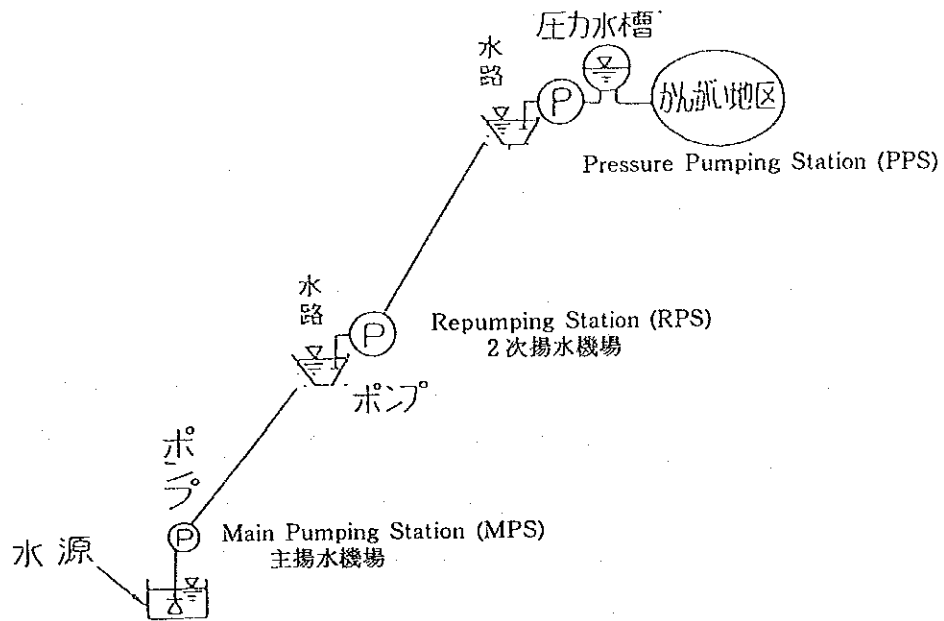 圧力水槽
水路
P
かんがい地区
Pressure Pumping Station (PPS)
水路
P
Repumping Station (RPS)
2次揚水機場
ポンプ
ポンプ
P
Main Pumping Station (MPS)
主揚水機場
水源